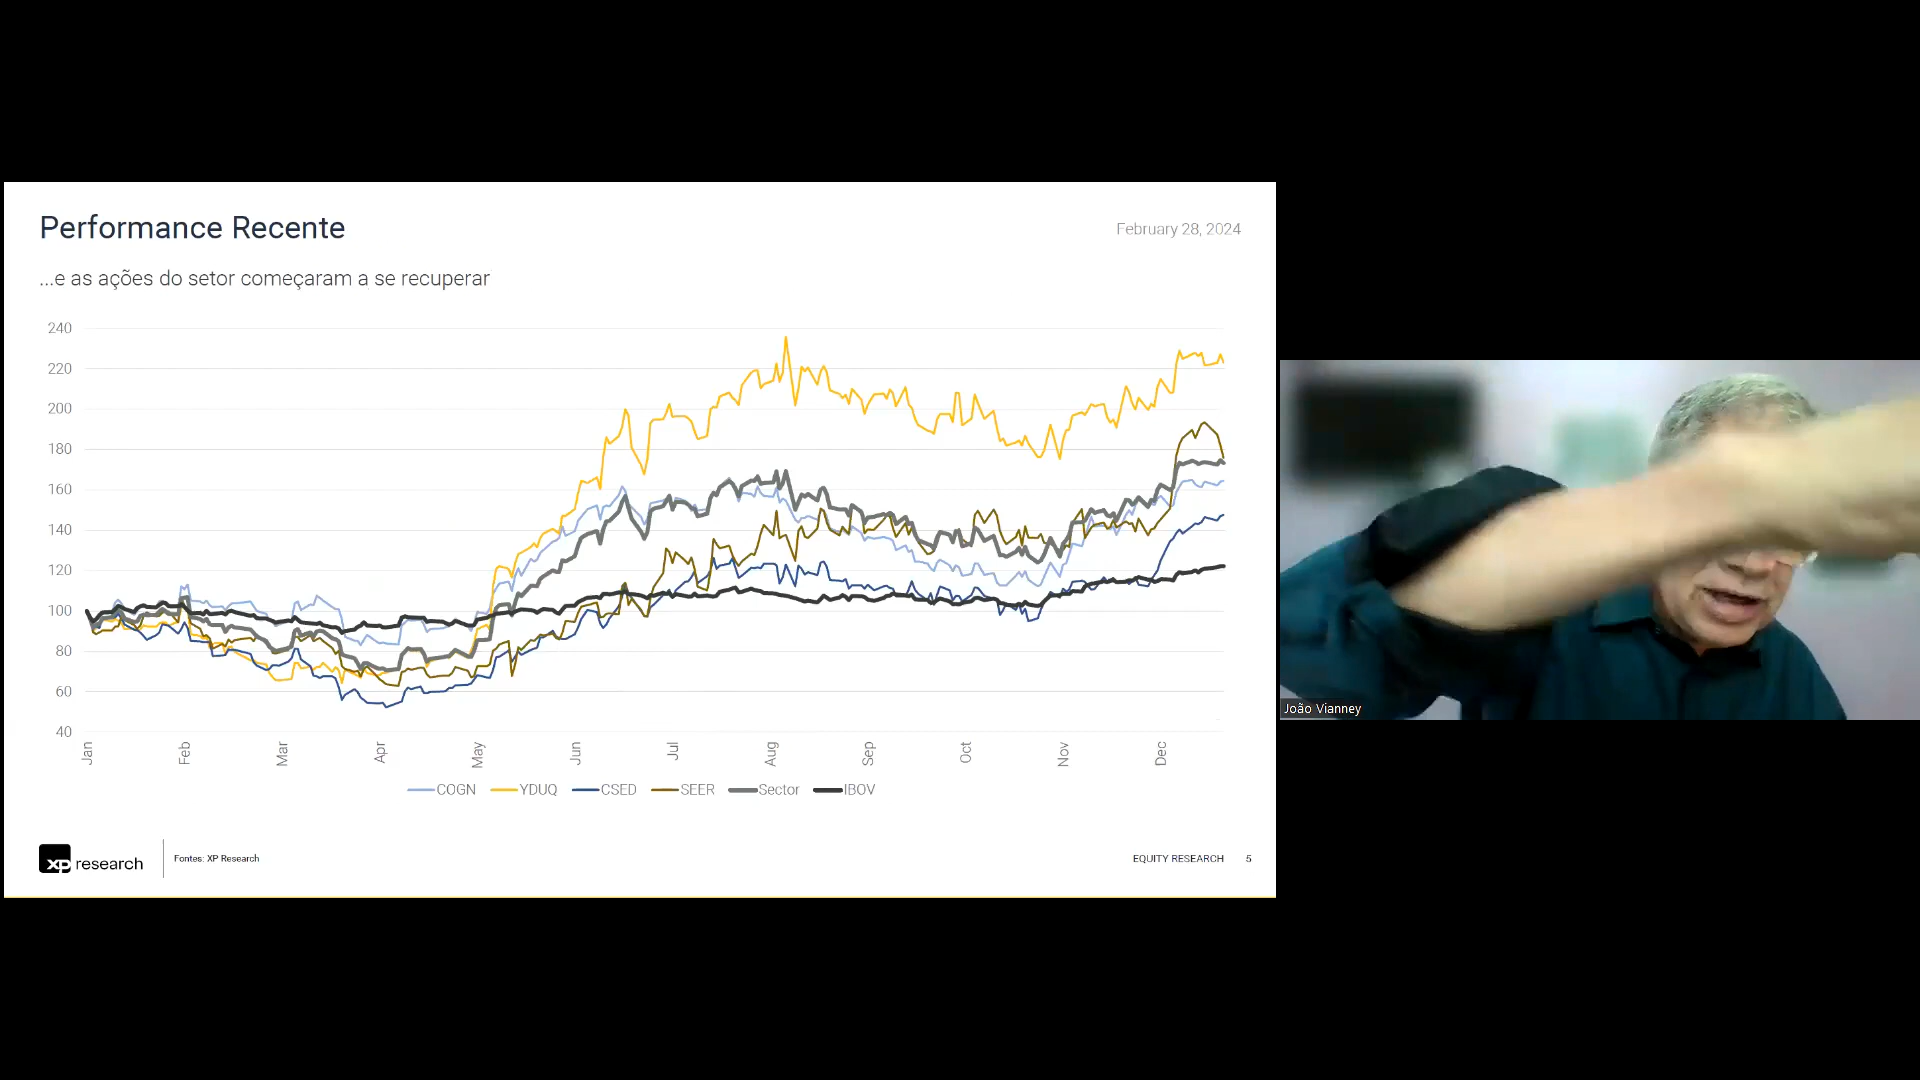 Performance Recente
February 28, 2024
...e as ações do setor começaram a se recuperar
240
220
200
180
160
140
120
100
80
60
40
Jan
Feb
Mar
Apr
May
Jun
Jul
Aug
Sep
Oct
Nov
Dec
COGN YDUQ CSED SEER Sector IBOV
xp research
Fontes: XP Research
EQUITY RESEARCH 5
João Vianney